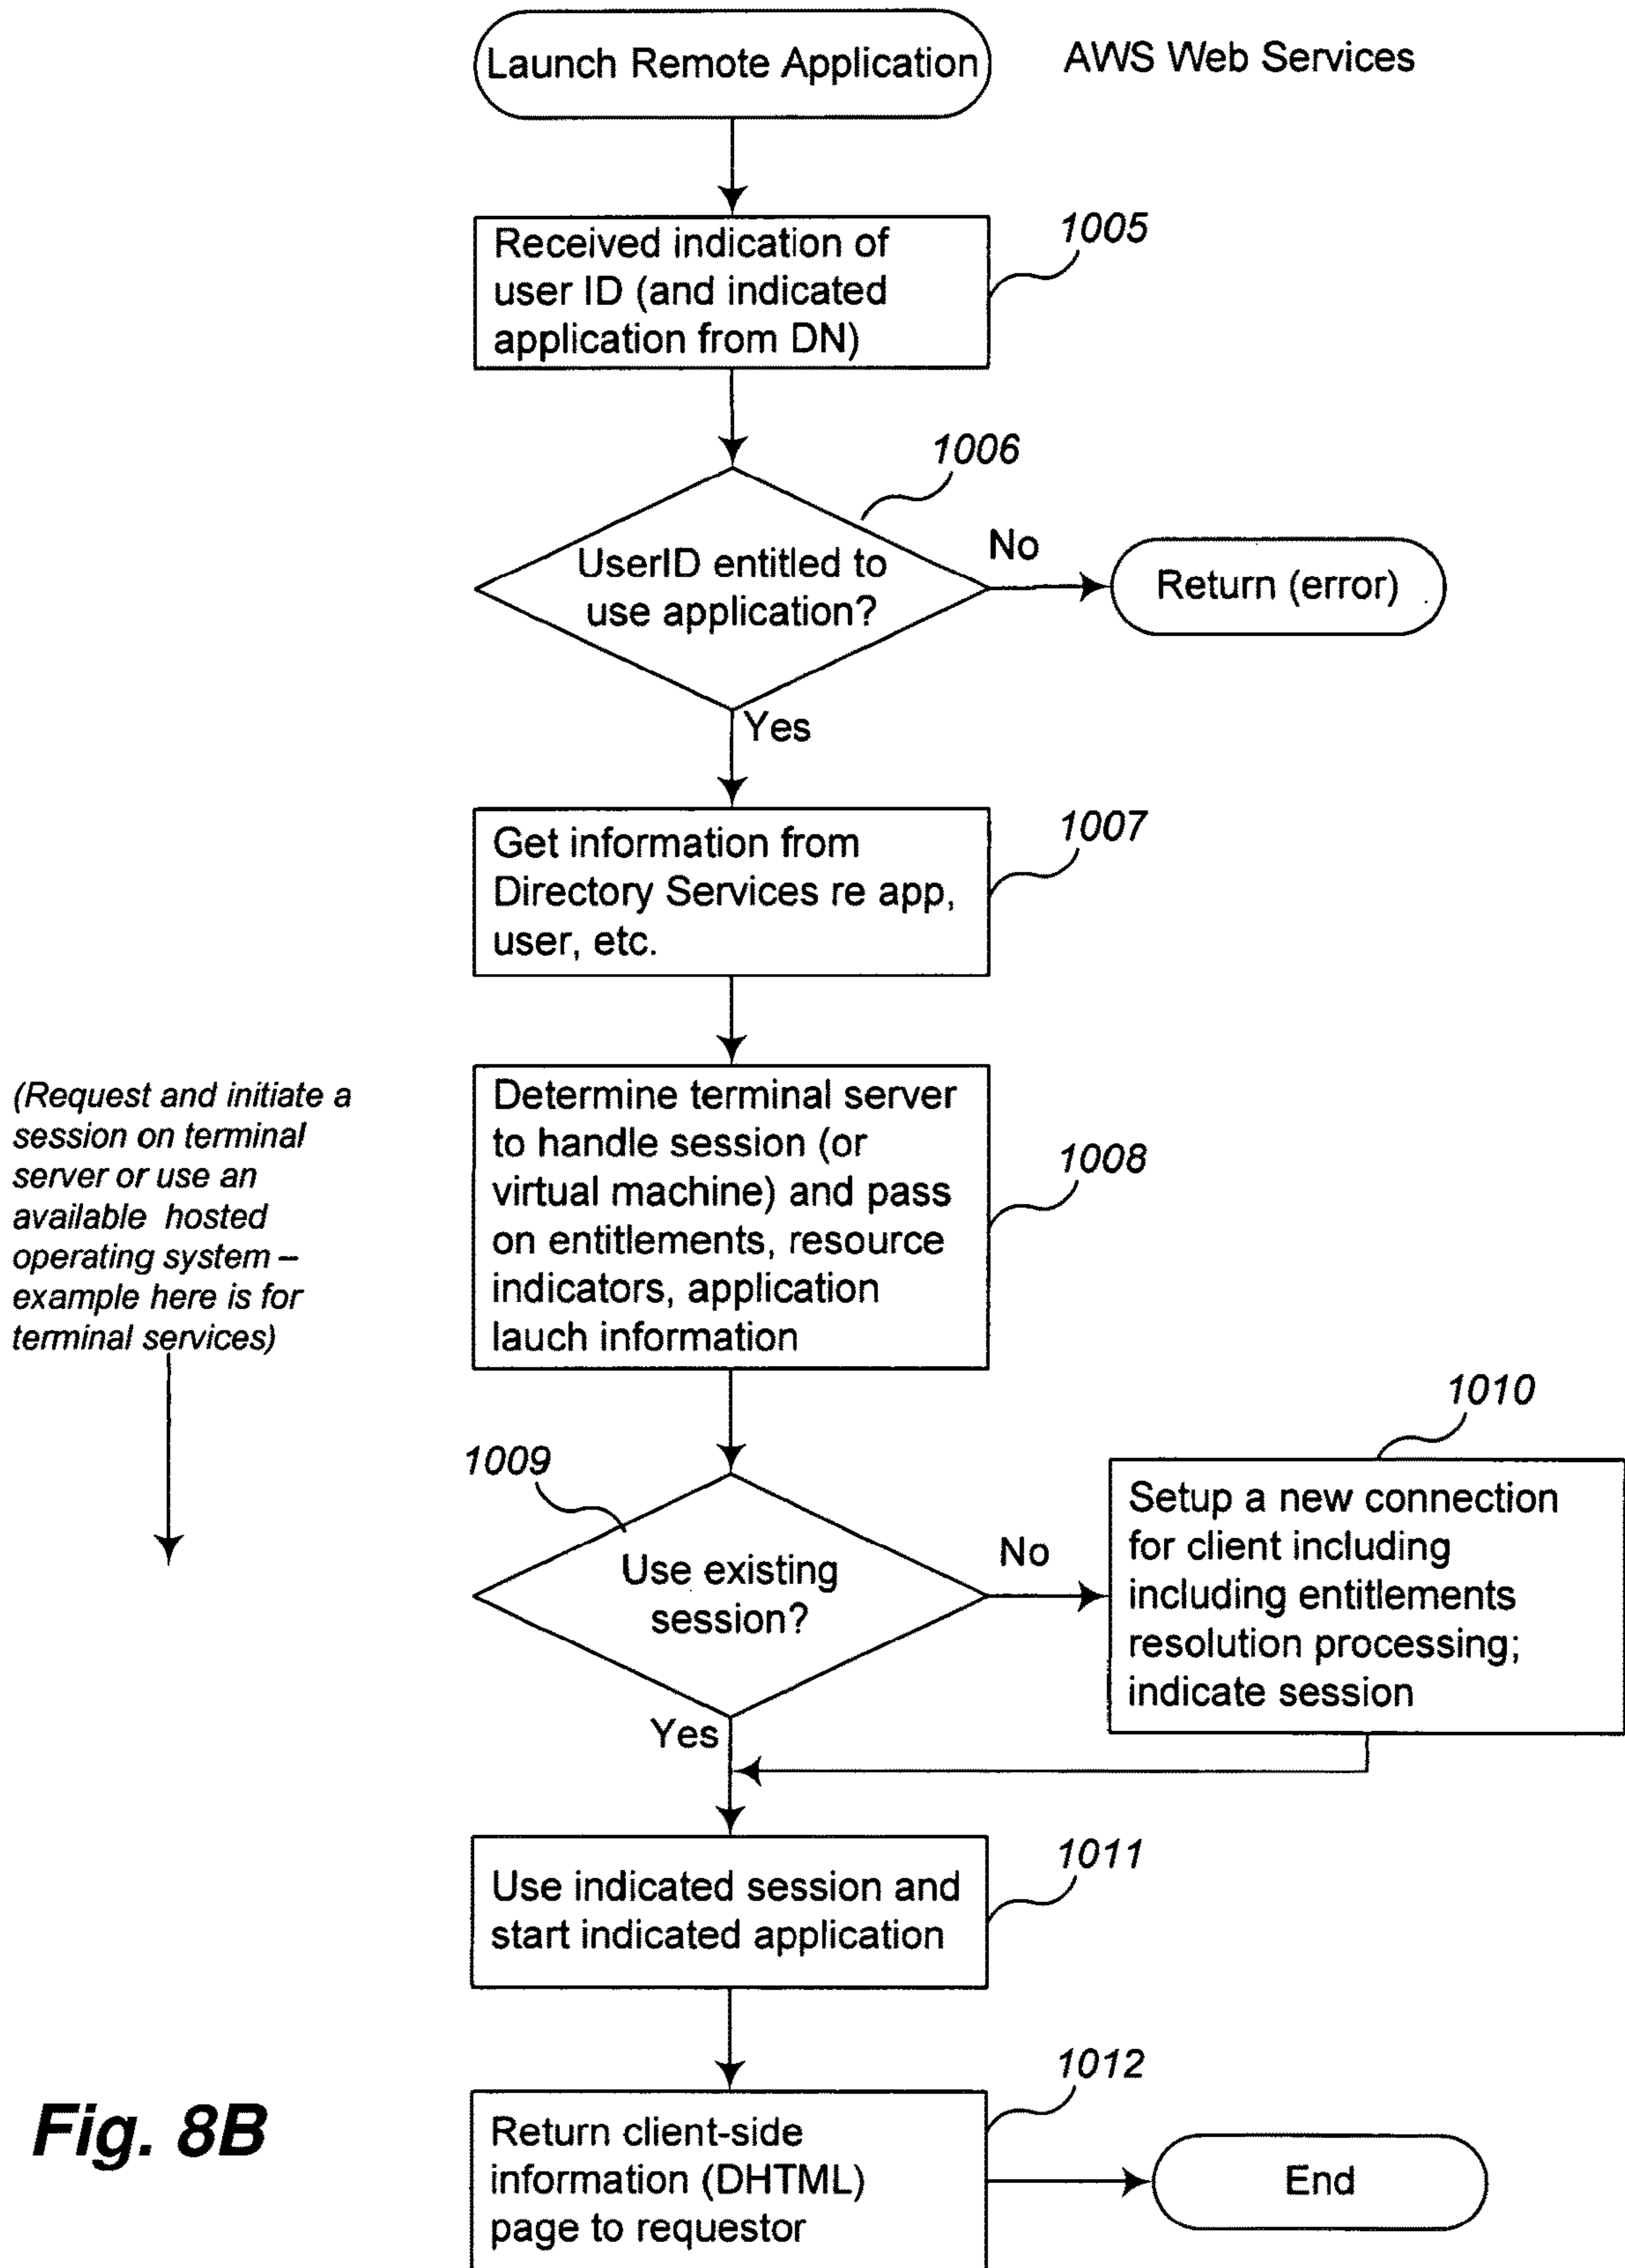 Launch Remote Application
AWS Web Services
Received indication of
user ID (and indicated
application from DN)
1005
1006
UserID entitled to
use application?
No
Return (error)
Yes
Get information from
Directory Services re app,
user, etc.
1007
(Request and initiate a
session on terminal
server or use an
available hosted
operating system –
example here is for
terminal services)
Determine terminal server
to handle session (or
virtual machine) and pass
on entitlements, resource
indicators, application
lauch information
1008
1009
Use existing
session?
No
1010
Setup a new connection
for client including
including entitlements
resolution processing;
indicate session
Yes
Use indicated session and
start indicated application
1011
Return client-side
information (DHTML)
page to requestor
1012
End
Fig. 8B